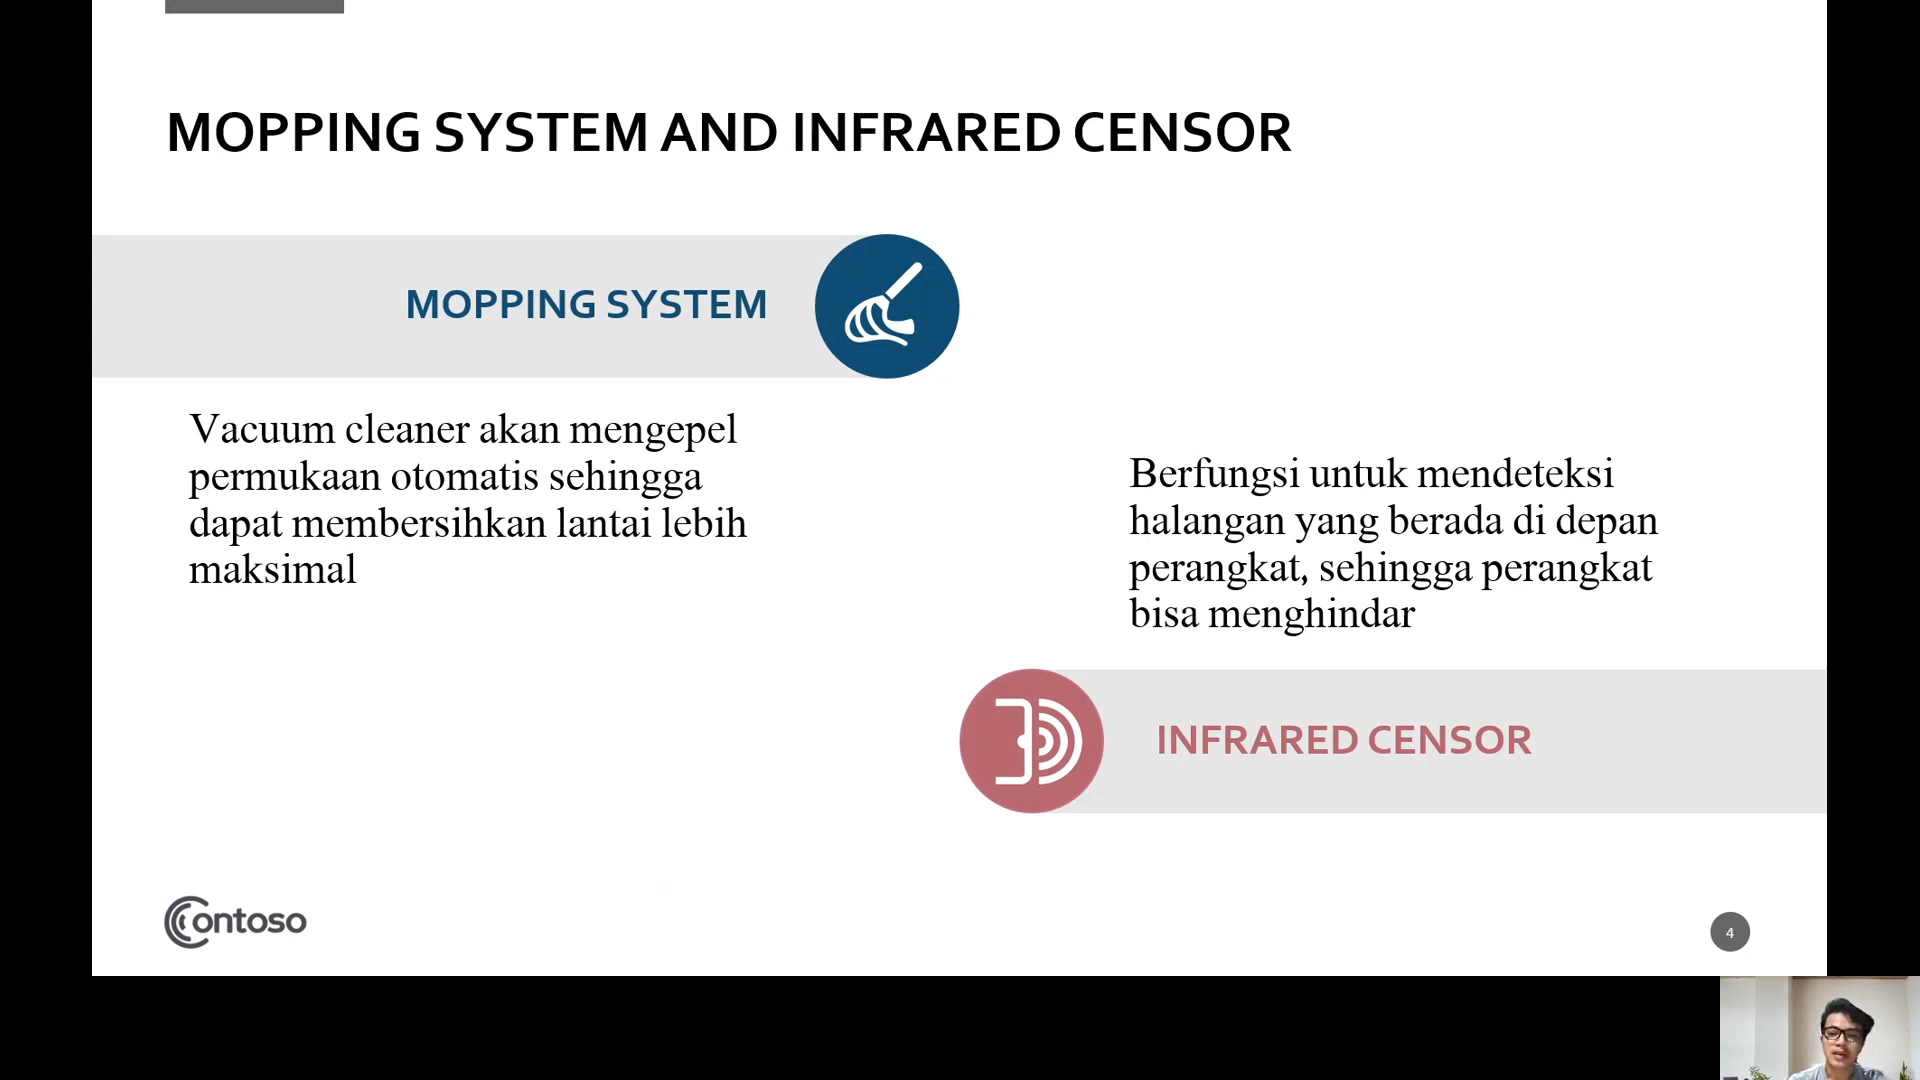 MOPPING SYSTEM AND INFRARED CENSOR
MOPPING SYSTEM
Vacuum cleaner akan mengepel
permukaan otomatis sehingga
dapat membersihkan lantai lebih
maksimal
Berfungsi untuk mendeteksi
halangan yang berada di depan
perangkat, sehingga perangkat
bisa menghindar
INFRARED CENSOR
Contoso
4